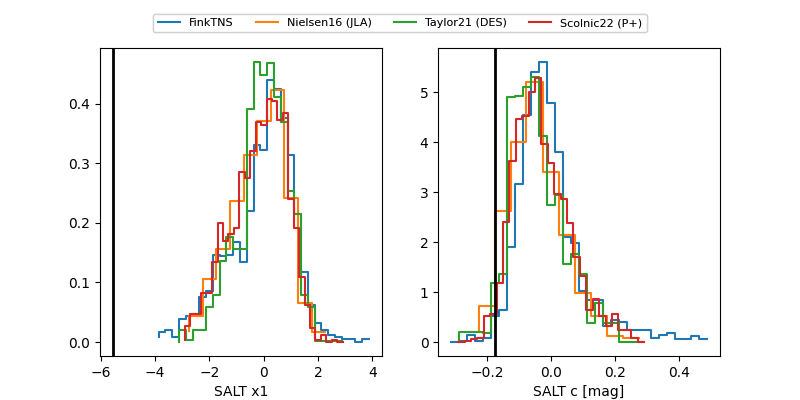 FinkTNS Nielsen16 (JLA) Taylor21 (DES) Scolnic22 (P+)
0.4
0.3
0.2
0.1
0.0
−6 −4 −2 0 2 4
SALT x1
5
4
3
2
1
0
−0.2 0.0 0.2 0.4
SALT c [mag]